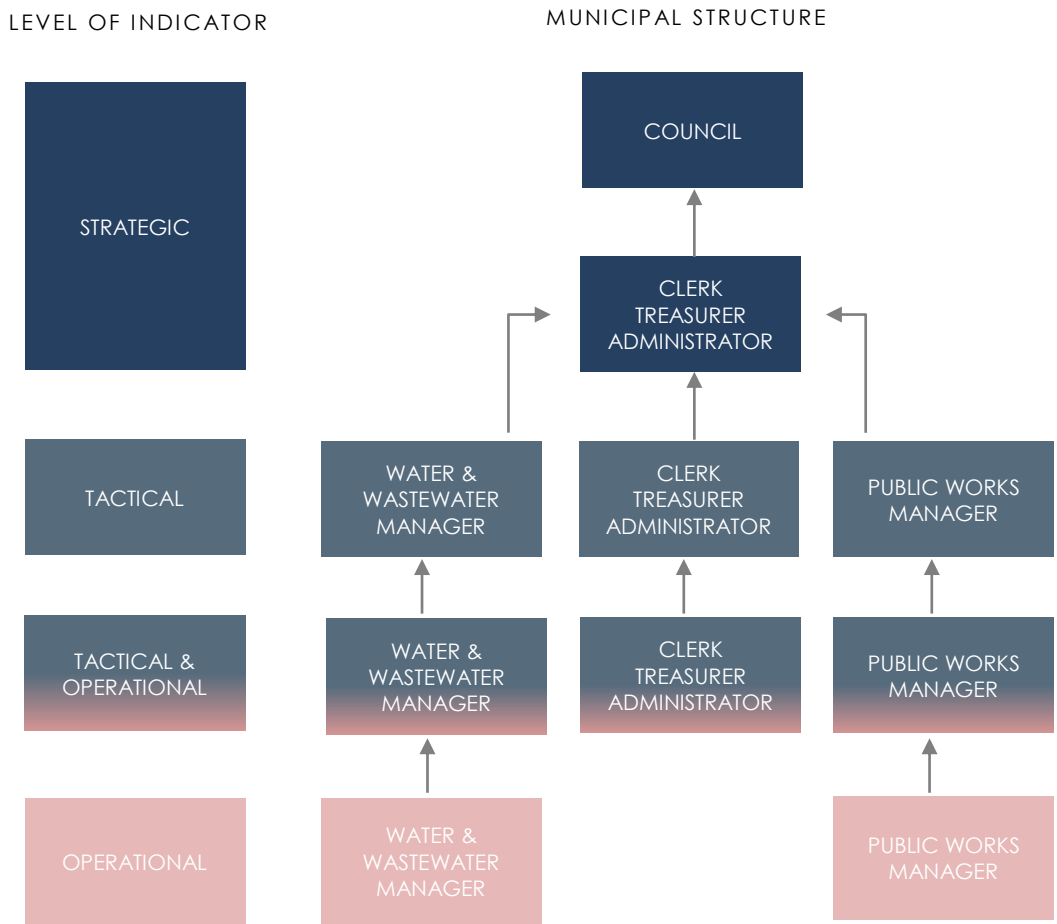 LEVEL OF INDICATOR
MUNICIPAL STRUCTURE
STRATEGIC
COUNCIL
CLERK
TREASURER
ADMINISTRATOR
TACTICAL
WATER &
WASTEWATER
MANAGER
CLERK
TREASURER
ADMINISTRATOR
PUBLIC WORKS
MANAGER
TACTICAL &
OPERATIONAL
WATER &
WASTEWATER
MANAGER
CLERK
TREASURER
ADMINISTRATOR
PUBLIC WORKS
MANAGER
OPERATIONAL
WATER &
WASTEWATER
MANAGER
PUBLIC WORKS
MANAGER